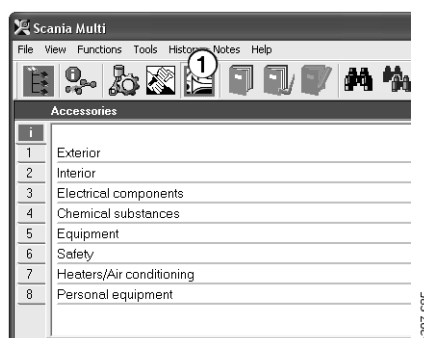 Scania Multi
File View Functions Tools Notes Help
1
Accessories
i
1 Exterior
2 Interior
3 Electrical components
4 Chemical substances
5 Equipment
6 Safety
7 Heaters/Air conditioning
8 Personal equipment